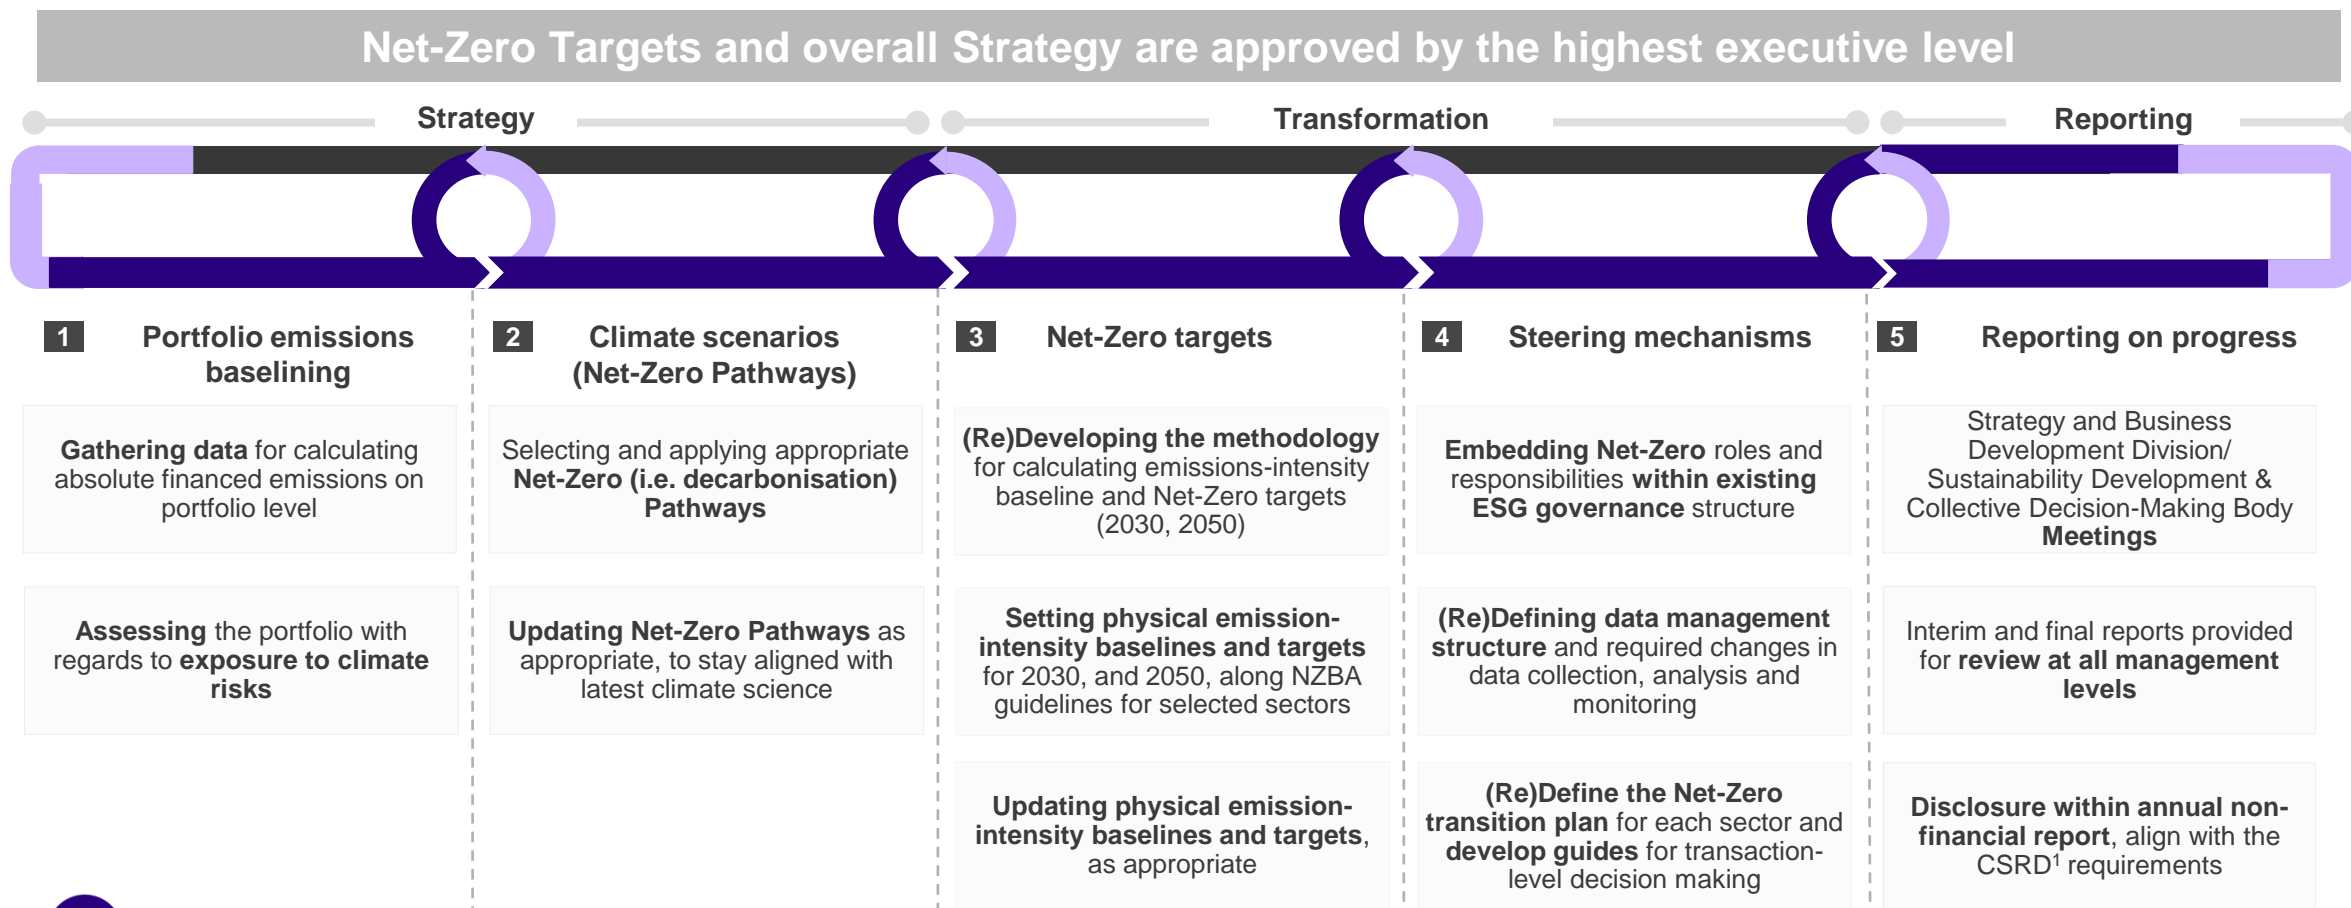 Net-Zero Targets and overall Strategy are approved by the highest executive level
Strategy
Transformation
Reporting
1
Portfolio emissions
baselining
Gathering data for calculating
absolute financed emissions on
portfolio level
Assessing the portfolio with
regards to exposure to climate
risks
2
Climate scenarios
(Net-Zero Pathways)
Selecting and applying appropriate
Net-Zero (i.e. decarbonisation)
Pathways
Updating Net-Zero Pathways as
appropriate, to stay aligned with
latest climate science
3
Net-Zero targets
(Re)Developing the methodology
for calculating emissions-intensity
baseline and Net-Zero targets
(2030, 2050)
Setting physical emission-
intensity baselines and targets
for 2030, and 2050, along NZBA
guidelines for selected sectors
Updating physical emission-
intensity baselines and targets,
as appropriate
4
Steering mechanisms
Embedding Net-Zero roles and
responsibilities within existing
ESG governance structure
(Re)Defining data management
structure and required changes in
data collection, analysis and
monitoring
(Re)Define the Net-Zero
transition plan for each sector and
develop guides for transaction-
level decision making
5
Reporting on progress
Strategy and Business
Development Division/
Sustainability Development &
Collective Decision-Making Body
Meetings
Interim and final reports provided
for review at all management
levels
Disclosure within annual non-
financial report, align with the
CSRD¹ requirements